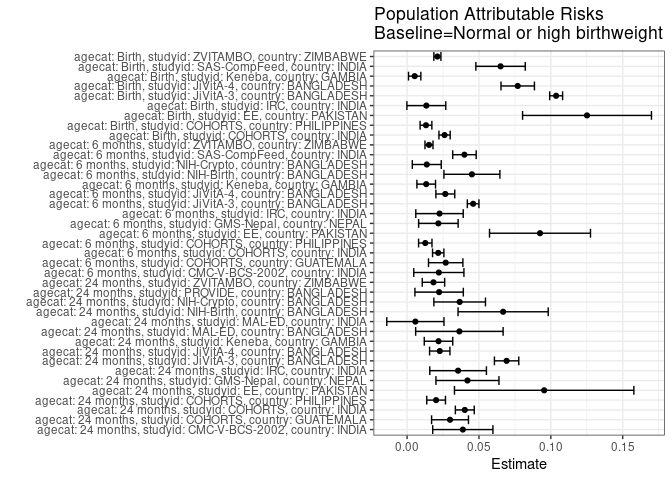 Population Attributable Risks
Baseline=Normal or high birthweight
agecat: Birth, studyid: ZVITAMBO, country: ZIMBABWE
agecat: Birth, studyid: SAS-CompFeed, country: INDIA
agecat: Birth, studyid: Keneba, country: GAMBIA
agecat: Birth, studyid: JiVitA-4, country: BANGLADESH
agecat: Birth, studyid: JiVitA-3, country: BANGLADESH
agecat: Birth, studyid: IRC, country: INDIA
agecat: Birth, studyid: EE, country: PAKISTAN
agecat: Birth, studyid: COHORTS, country: PHILIPPINES
agecat: Birth, studyid: COHORTS, country: INDIA
agecat: 6 months, studyid: ZVITAMBO, country: ZIMBABWE
agecat: 6 months, studyid: SAS-CompFeed, country: INDIA
agecat: 6 months, studyid: NIH-Crypto, country: BANGLADESH
agecat: 6 months, studyid: NIH-Birth, country: BANGLADESH
agecat: 6 months, studyid: Keneba, country: GAMBIA
agecat: 6 months, studyid: JiVitA-4, country: BANGLADESH
agecat: 6 months, studyid: JiVitA-3, country: BANGLADESH
agecat: 6 months, studyid: IRC, country: INDIA
agecat: 6 months, studyid: GMS-Nepal, country: NEPAL
agecat: 6 months, studyid: EE, country: PAKISTAN
agecat: 6 months, studyid: COHORTS, country: PHILIPPINES
agecat: 6 months, studyid: COHORTS, country: INDIA
agecat: 6 months, studyid: COHORTS, country: GUATEMALA
agecat: 6 months, studyid: CMC-V-BCS-2002, country: INDIA
agecat: 24 months, studyid: ZVITAMBO, country: ZIMBABWE
agecat: 24 months, studyid: PROVIDE, country: BANGLADESH
agecat: 24 months, studyid: NIH-Crypto, country: BANGLADESH
agecat: 24 months, studyid: NIH-Birth, country: BANGLADESH
agecat: 24 months, studyid: MAL-ED, country: INDIA
agecat: 24 months, studyid: MAL-ED, country: BANGLADESH
agecat: 24 months, studyid: Keneba, country: GAMBIA
agecat: 24 months, studyid: JiVitA-4, country: BANGLADESH
agecat: 24 months, studyid: JiVitA-3, country: BANGLADESH
agecat: 24 months, studyid: IRC, country: INDIA
agecat: 24 months, studyid: GMS-Nepal, country: NEPAL
agecat: 24 months, studyid: EE, country: PAKISTAN
agecat: 24 months, studyid: COHORTS, country: PHILIPPINES
agecat: 24 months, studyid: COHORTS, country: INDIA
agecat: 24 months, studyid: COHORTS, country: GUATEMALA
agecat: 24 months, studyid: CMC-V-BCS-2002, country: INDIA
0.00 0.05 0.10 0.15
Estimate